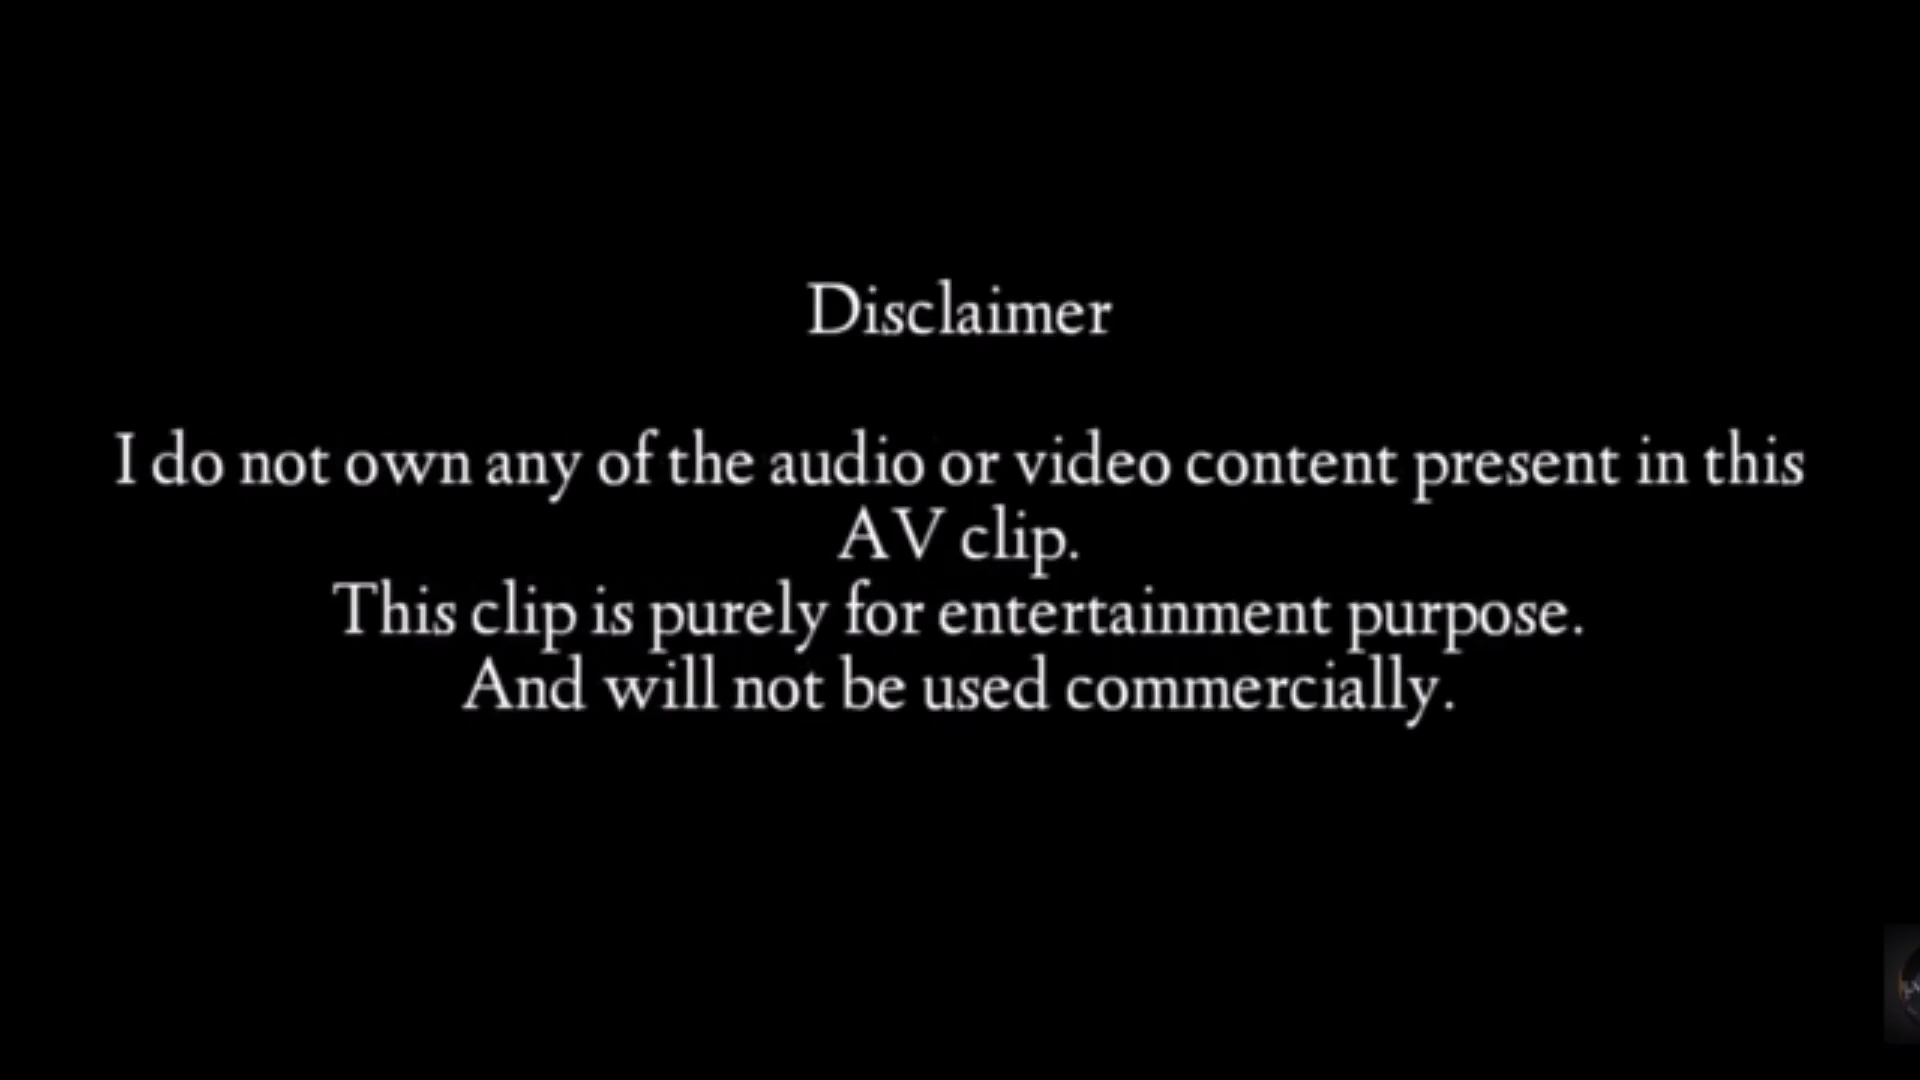 Disclaimer
I do not own any of the audio or video content present in this
AV clip.
This clip is purely for entertainment purpose.
And will not be used commercially.